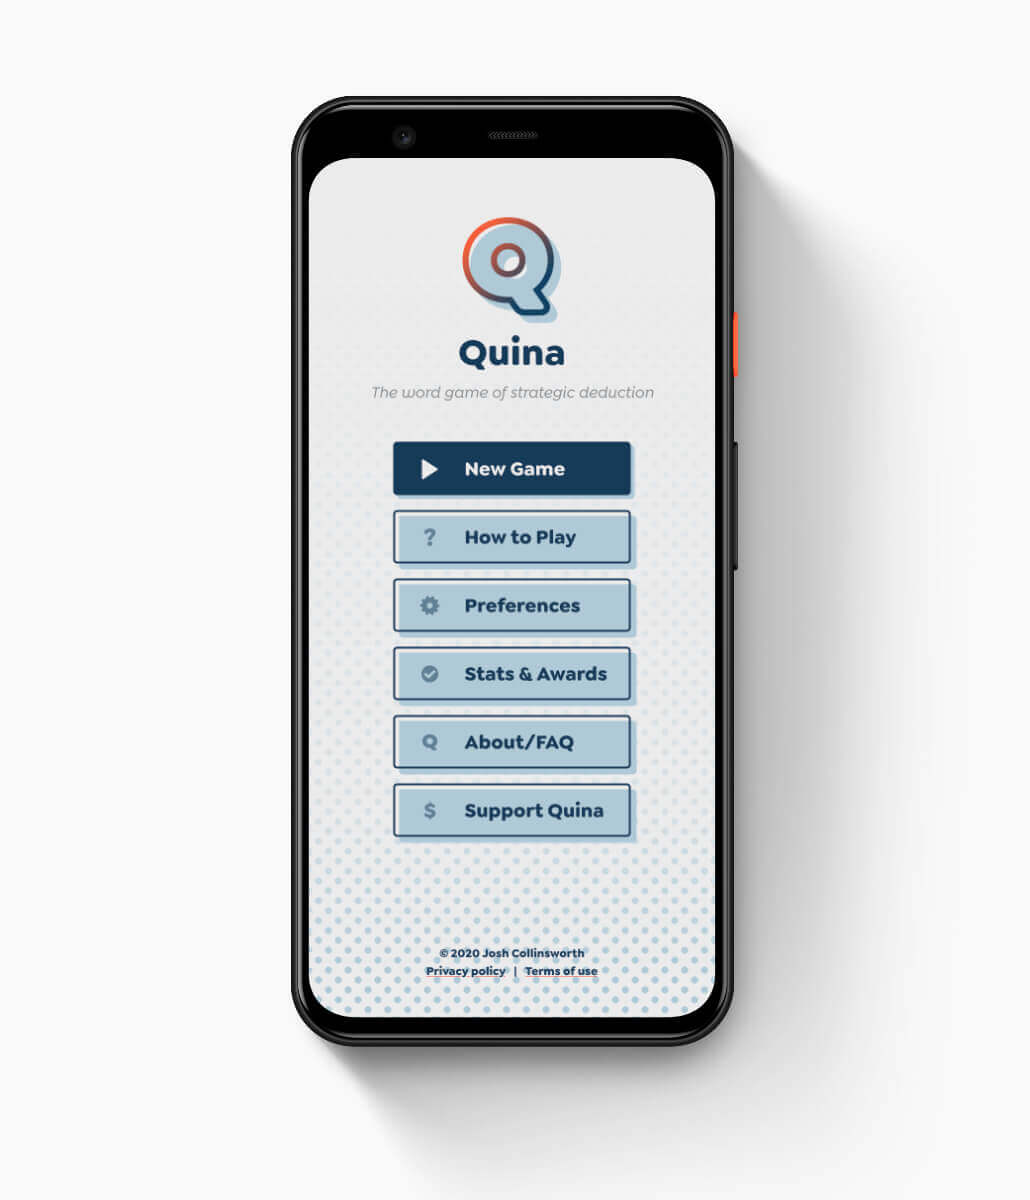 Q
Quina
The word game of strategic deduction
New Game
? How to Play
Preferences
Stats & Awards
Q About/FAQ
$ Support Quina
© 2020 Josh Collinsworth
Privacy policy | Terms of use